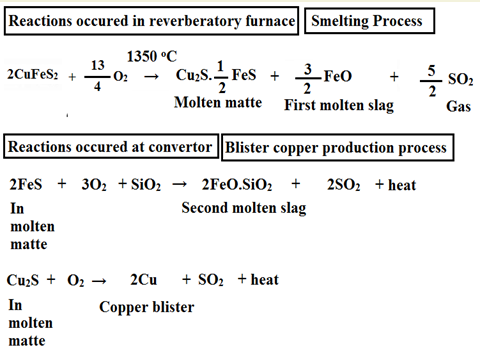 Reactions occured in reverberatory furnace Smelting Process
1350 °C
2CuFeS₂ + 13/4 O₂ → Cu₂S.1/2 FeS + 3/2 FeO + 5/2 SO₂
Molten matte First molten slag Gas
Reactions occured at convertor Blister copper production process
2FeS + 3O₂ + SiO₂ → 2FeO.SiO₂ + 2SO₂ + heat
In Second molten slag
molten
matte
Cu₂S + O₂ → 2Cu + SO₂ + heat
In Copper blister
molten
matte